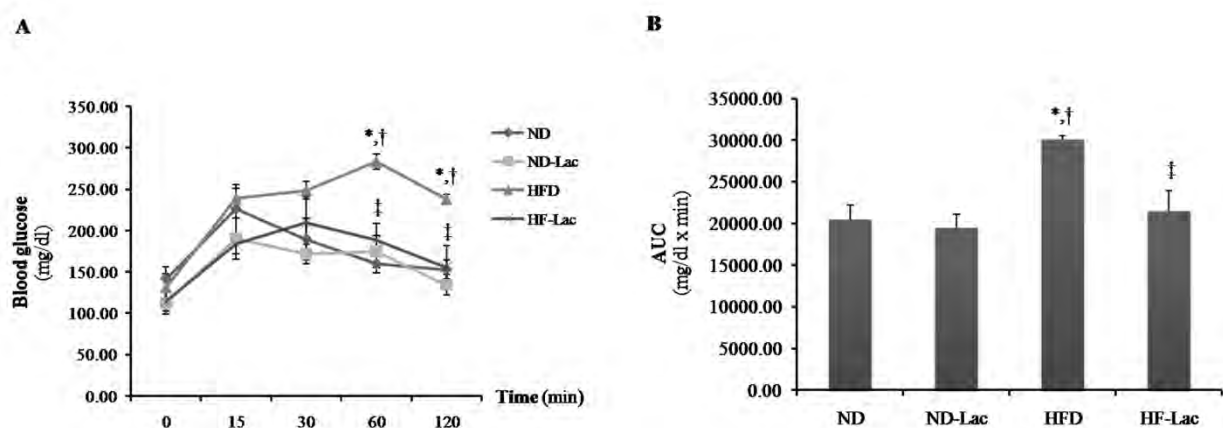 A
350.00
300.00
250.00
200.00
150.00
100.00
50.00
0.00
Blood glucose
(mg/dl)
0 15 30 60 120
Time (min)
*,†
*,†
‡
‡
ND
ND-Lac
HFD
HF-Lac
B
35000.00
30000.00
25000.00
20000.00
15000.00
10000.00
5000.00
0.00
AUC
(mg/dl x min)
*,†
‡
ND ND-Lac HFD HF-Lac